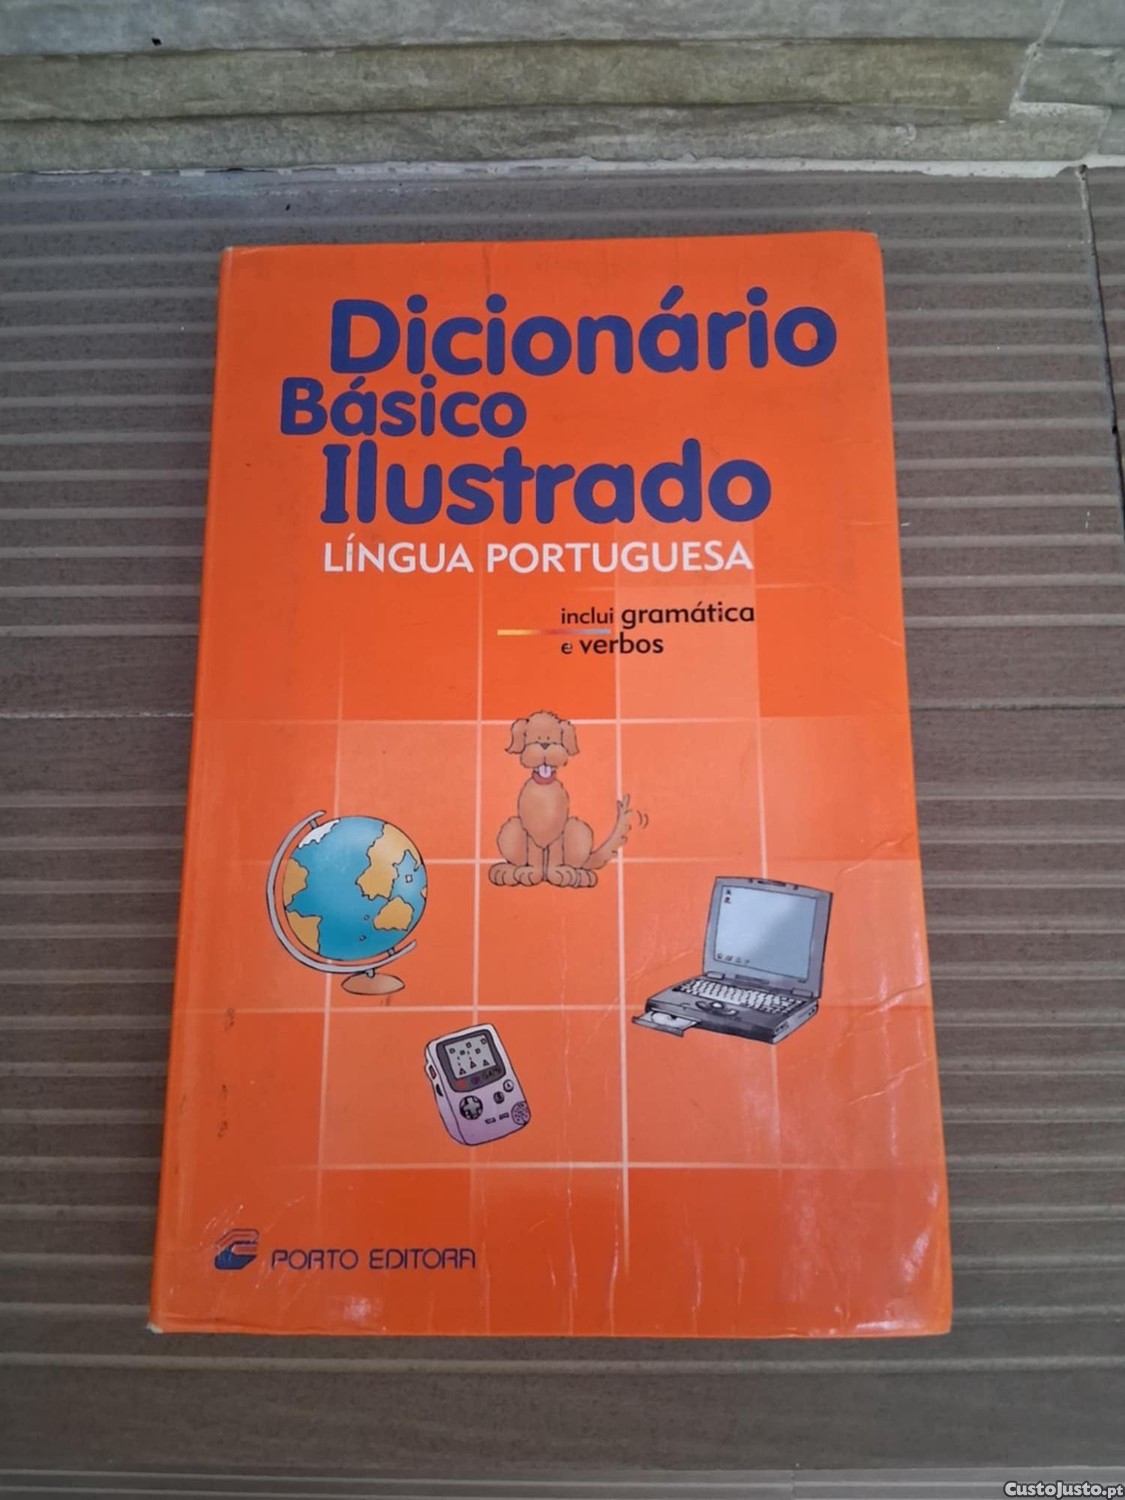 Dicionário
Básico
Ilustrado
LÍNGUA PORTUGUESA
inclui gramática
e verbos
PORTO EDITORA
CustoJusto.pt